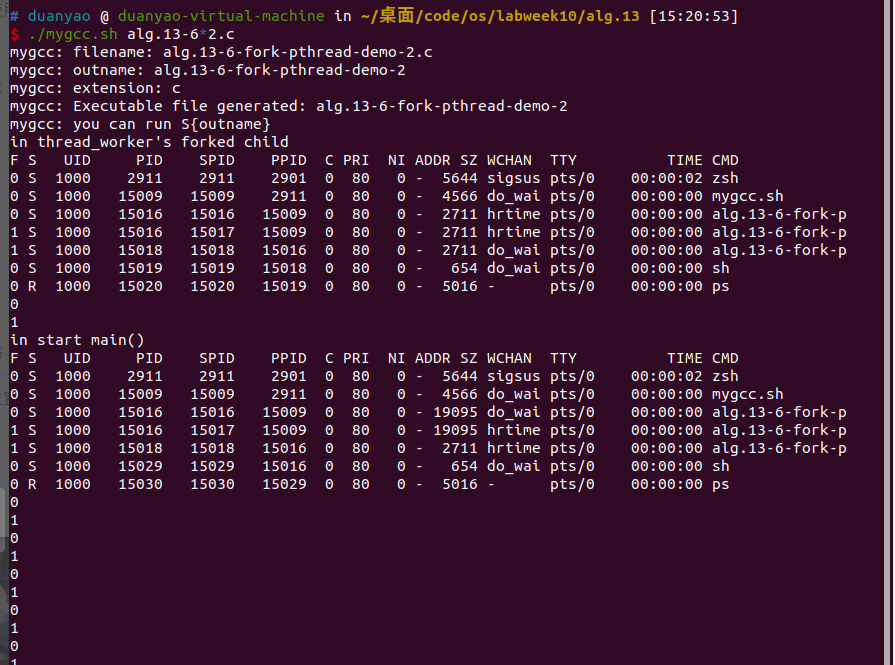 # duanyao @ duanyao-virtual-machine in ~/桌面/code/os/labweek10/alg.13 [15:20:53]
$ ./mygcc.sh alg.13-6*2.c
mygcc: filename: alg.13-6-fork-pthread-demo-2.c
mygcc: outname: alg.13-6-fork-pthread-demo-2
mygcc: extension: c
mygcc: Executable file generated: alg.13-6-fork-pthread-demo-2
mygcc: you can run S{outname}
in thread_worker's forked child
F S   UID     PID    SPID    PPID  C PRI  NI ADDR SZ WCHAN  TTY          TIME CMD
0 S  1000    2911    2911    2901  0  80   0 -  5644 sigsus pts/0    00:00:02 zsh
0 S  1000   15009   15009    2911  0  80   0 -  4566 do_wai pts/0    00:00:00 mygcc.sh
0 S  1000   15016   15016   15009  0  80   0 -  2711 hrtime pts/0    00:00:00 alg.13-6-fork-p
1 S  1000   15016   15017   15009  0  80   0 -  2711 hrtime pts/0    00:00:00 alg.13-6-fork-p
1 S  1000   15018   15018   15016  0  80   0 -  2711 do_wai pts/0    00:00:00 alg.13-6-fork-p
0 S  1000   15019   15019   15018  0  80   0 -   654 do_wai pts/0    00:00:00 sh
0 R  1000   15020   15020   15019  0  80   0 -  5016 -      pts/0    00:00:00 ps
0
1
in start main()
F S   UID     PID    SPID    PPID  C PRI  NI ADDR SZ WCHAN  TTY          TIME CMD
0 S  1000    2911    2911    2901  0  80   0 -  5644 sigsus pts/0    00:00:02 zsh
0 S  1000   15009   15009    2911  0  80   0 -  4566 do_wai pts/0    00:00:00 mygcc.sh
0 S  1000   15016   15016   15009  0  80   0 - 19095 do_wai pts/0    00:00:00 alg.13-6-fork-p
1 S  1000   15016   15017   15009  0  80   0 - 19095 hrtime pts/0    00:00:00 alg.13-6-fork-p
1 S  1000   15018   15018   15016  0  80   0 -  2711 hrtime pts/0    00:00:00 alg.13-6-fork-p
0 S  1000   15029   15029   15016  0  80   0 -   654 do_wai pts/0    00:00:00 sh
0 R  1000   15030   15030   15029  0  80   0 -  5016 -      pts/0    00:00:00 ps
0
1
0
1
0
1
0
1
0
1